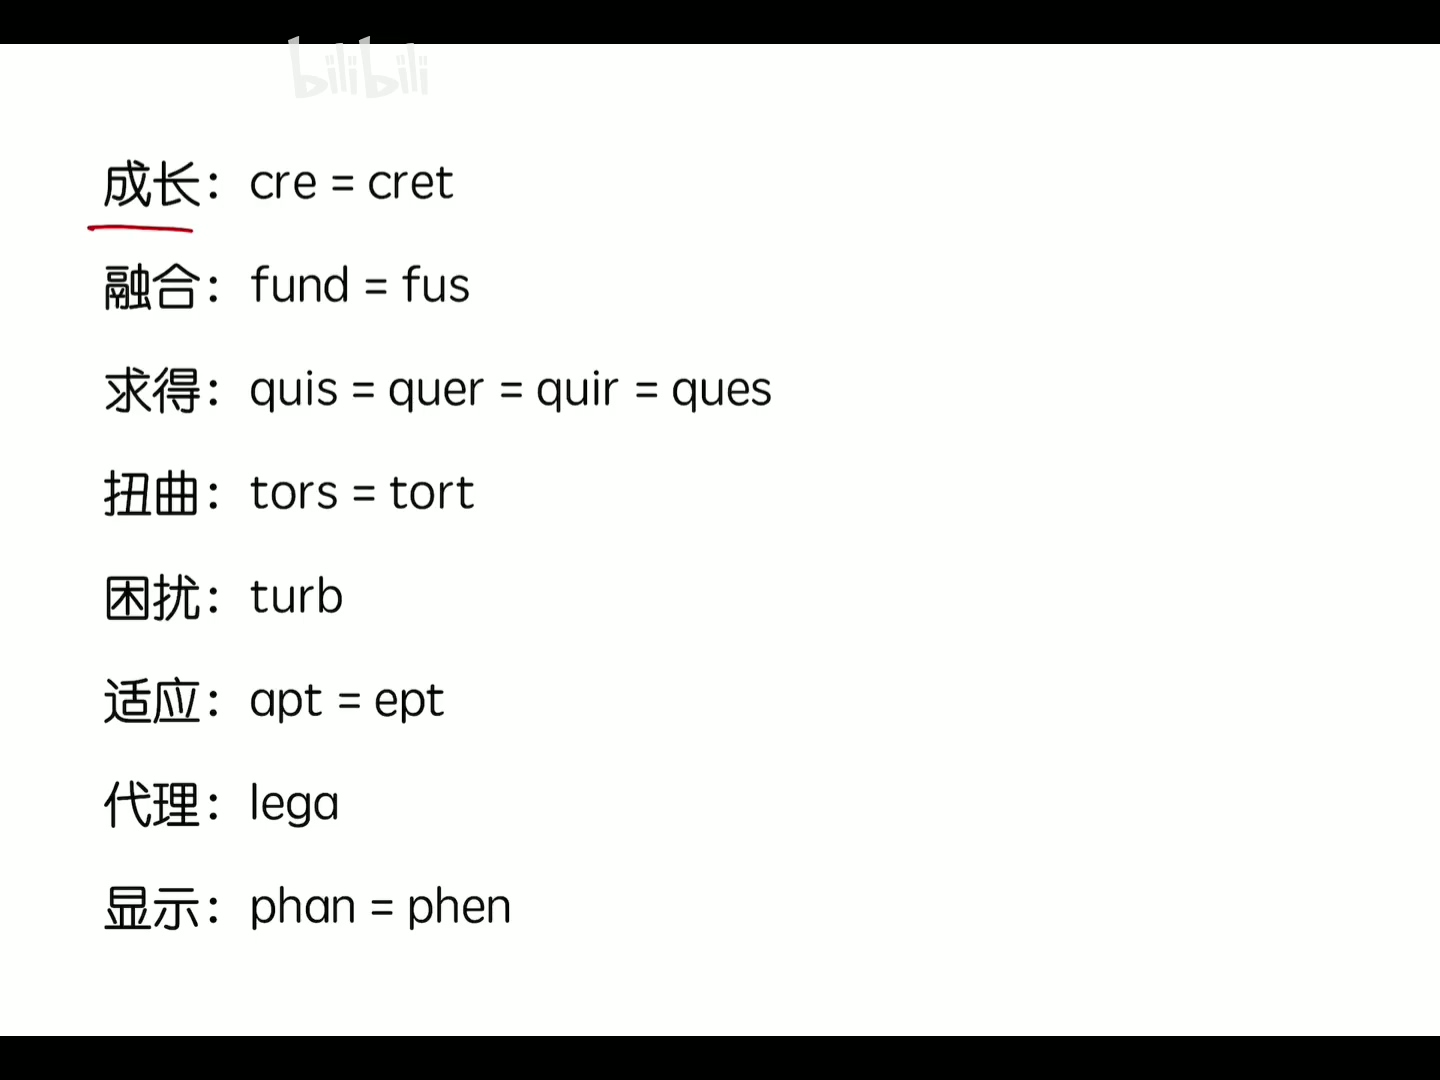 bilibili
成长：cre = cret
融合：fund = fus
求得：quis = quer = quir = ques
扭曲：tors = tort
困扰：turb
适应：apt = ept
代理：lega
显示：phan = phen